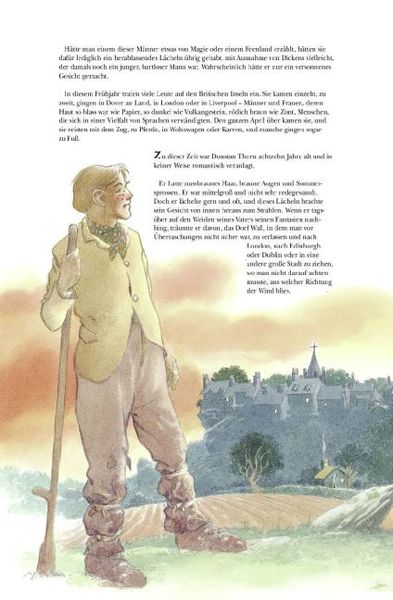 Hätte man einem dieser Männer etwas von Magie oder einem Feenland erzählt, hätten sie
dafür lediglich ein herablassendes Lächeln übrig gehabt, mit Ausnahme von Dickens vielleicht,
der damals noch ein junger, bartloser Mann war. Wahrscheinlich hätte er nur ein versonnenes
Gesicht gemacht.
In diesem Frühjahr trafen viele Leute auf den Britischen Inseln ein. Sie kamen einzeln, zu
zweit, gingen in Dover an Land, in London oder in Liverpool – Männer und Frauen, deren
Haut so blass war wie Papier, so dunkel wie Vulkangestein, rötlich braun wie Zimt, Menschen,
die sich in einer Vielfalt von Sprachen verständigten. Den ganzen April über kamen sie, und
sie reisten mit dem Zug, zu Pferde, in Wohnwagen oder Karren, und manche gingen sogar
zu Fuß.
Zu dieser Zeit war Dunstan Thorn achtzehn Jahre alt und in
keiner Weise romantisch veranlagt.
Er hatte nussbraunes Haar, braune Augen und Sommer-
sprossen. Er war mittelgroß und nicht sehr redegewandt.
Doch er lächelte gern und oft, und dieses Lächeln brachte
sein Gesicht von innen heraus zum Strahlen. Wenn er tags-
über auf den Weiden seines Vaters seinen Fantasien nach-
hing, träumte er davon, das Dorf Wall, in dem man vor
Überraschungen nicht sicher war, zu verlassen und nach
London, nach Edinburgh
oder Dublin oder in eine
andere große Stadt zu ziehen,
wo man nicht darauf achten
musste, aus welcher Richtung
der Wind blies.